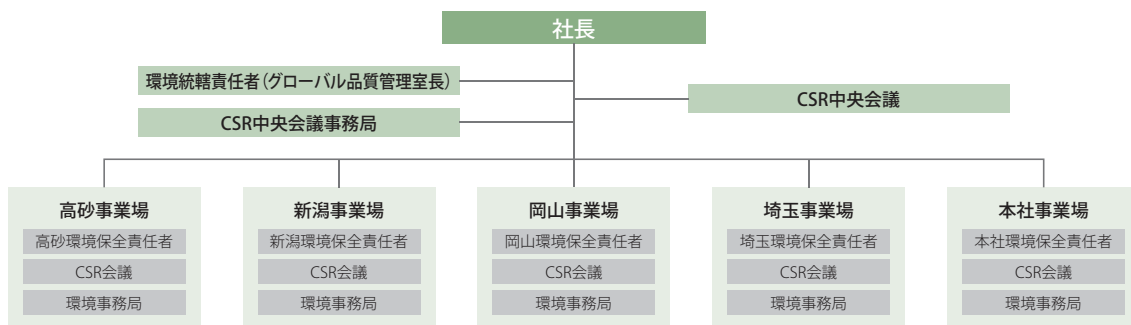 社長
環境統轄責任者（グローバル品質管理室長）
CSR中央会議
CSR中央会議事務局
高砂事業場
高砂環境保全責任者
CSR会議
環境事務局
新潟事業場
新潟環境保全責任者
CSR会議
環境事務局
岡山事業場
岡山環境保全責任者
CSR会議
環境事務局
埼玉事業場
埼玉環境保全責任者
CSR会議
環境事務局
本社事業場
本社環境保全責任者
CSR会議
環境事務局